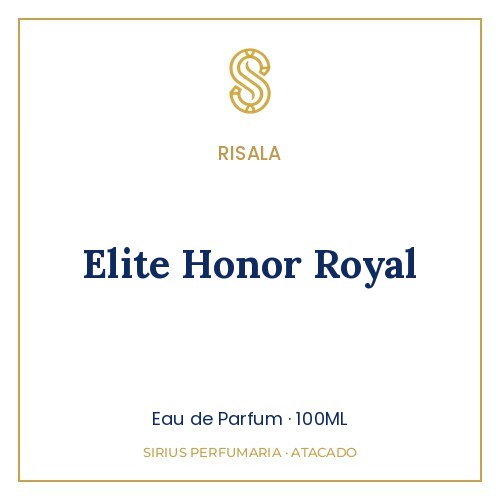 RISALA
Elite Honor Royal
Eau de Parfum · 100ML
SIRIUS PERFUMARIA · ATACADO